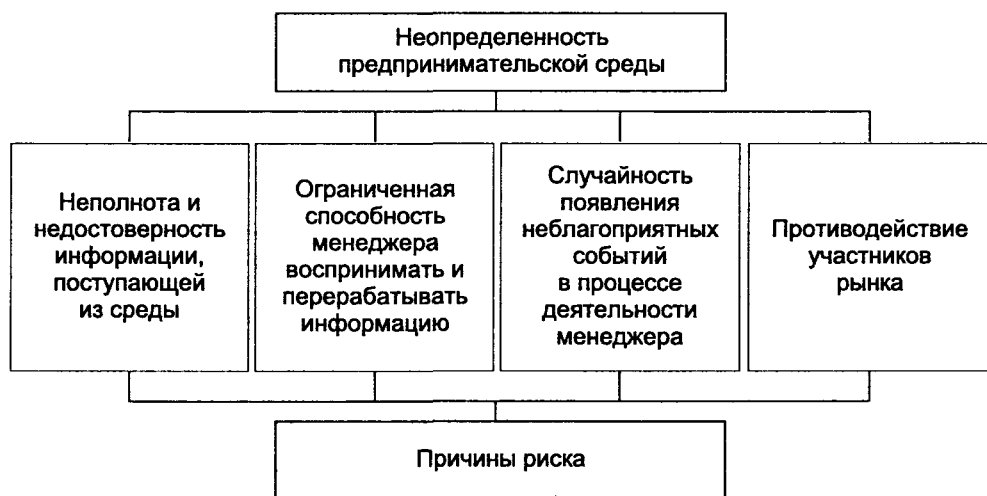 Неопределенность
предпринимательской среды
Неполнота и
недостоверность
информации,
поступающей
из среды
Ограниченная
способность
менеджера
воспринимать и
перерабатывать
информацию
Случайность
появления
неблагоприятных
событий
в процессе
деятельности
менеджера
Противодействие
участников
рынка
Причины риска